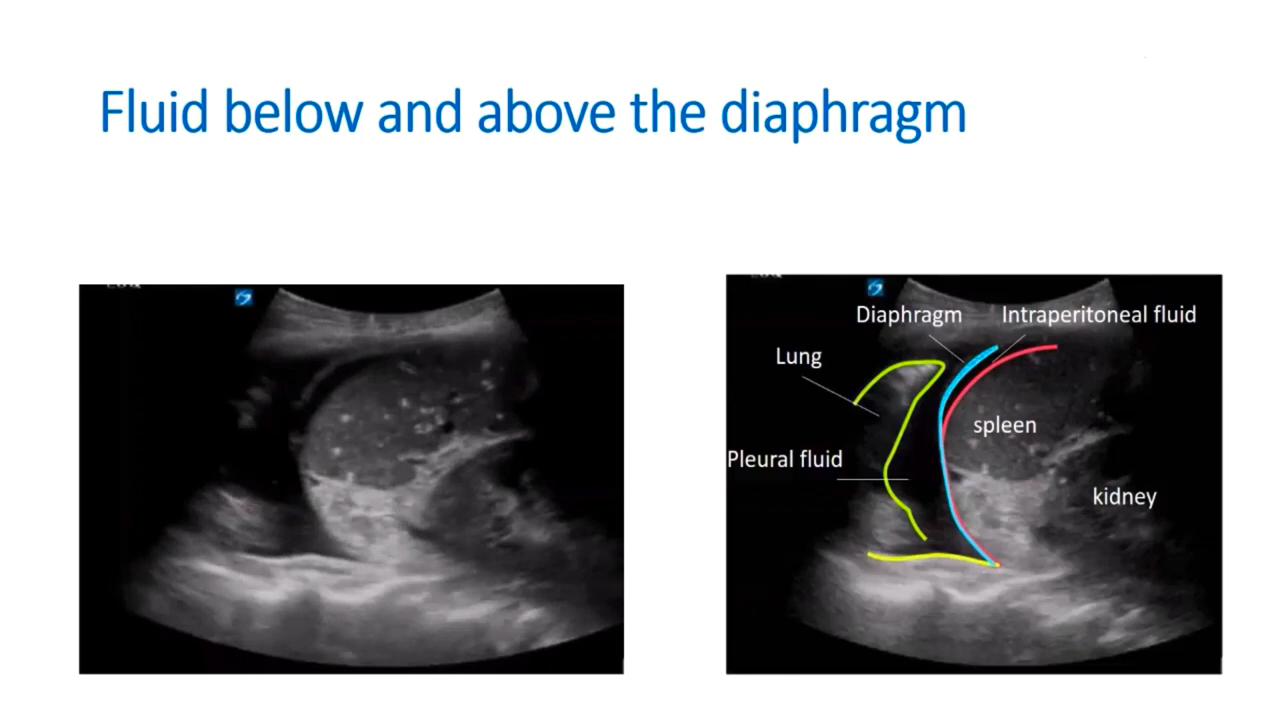 Fluid below and above the diaphragm
Diaphragm
Intraperitoneal fluid
Lung
spleen
Pleural fluid
kidney